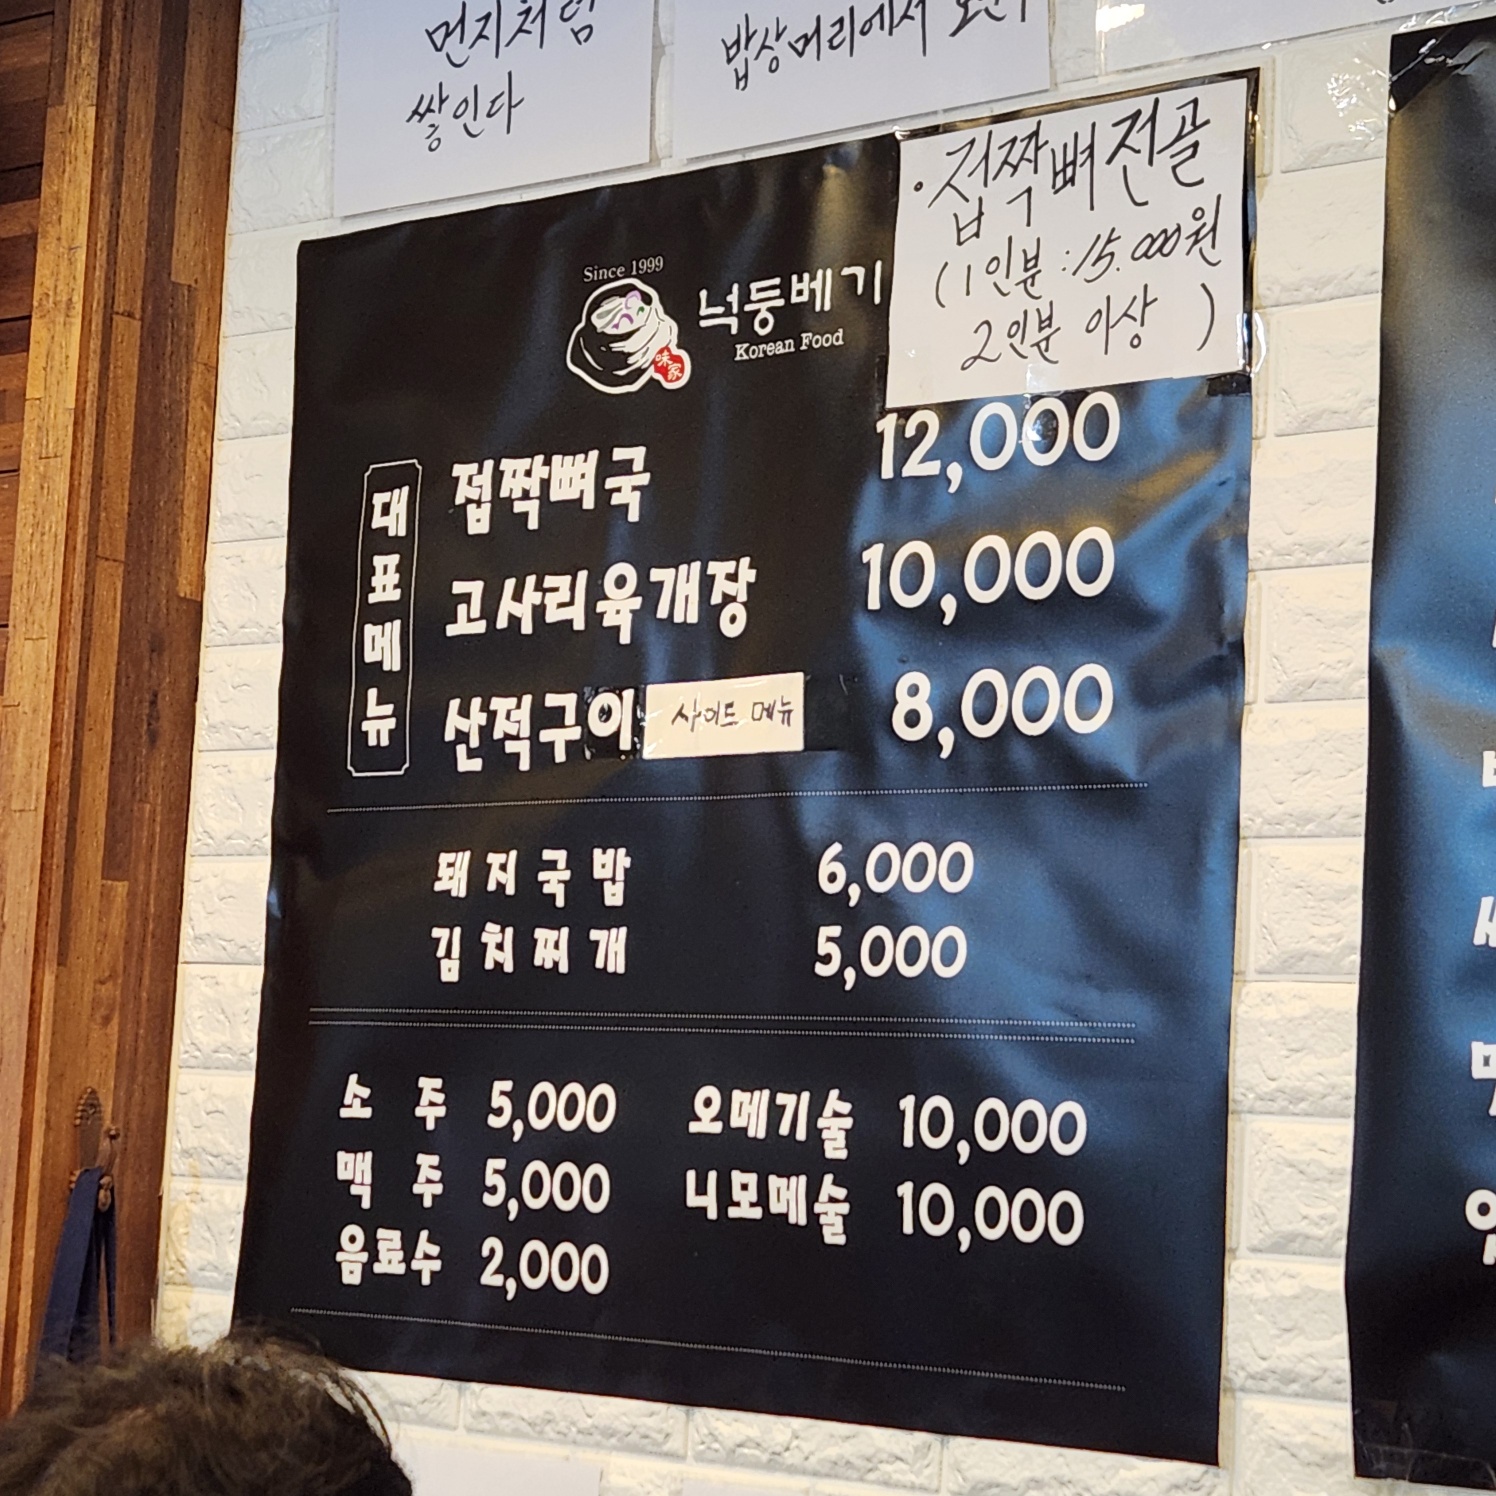 먼지처럼
쌓인다
밥상머리에서
· 접짝뼈전골
(1인분 : 15.000원
2인분 이상 )
Since 1999
넉둥베기
Korean Food
味家
대표메뉴
접짝뼈국 12,000
고사리육개장 10,000
산적구이 사이드 메뉴 8,000
돼지국밥 6,000
김치찌개 5,000
소주 5,000 오메기술 10,000
맥주 5,000 니모메술 10,000
음료수 2,000